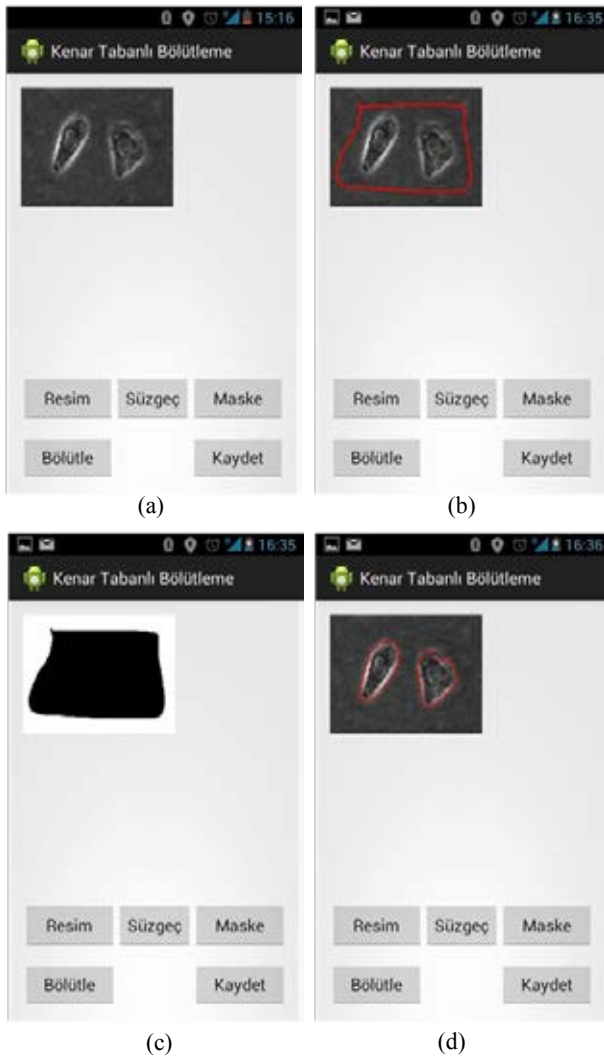 15:16
Kenar Tabanlı Bölütleme
Resim Süzgeç Maske
Bölütle Kaydet
(a)
16:35
Kenar Tabanlı Bölütleme
Resim Süzgeç Maske
Bölütle Kaydet
(b)
16:35
Kenar Tabanlı Bölütleme
Resim Süzgeç Maske
Bölütle Kaydet
(c)
16:36
Kenar Tabanlı Bölütleme
Resim Süzgeç Maske
Bölütle Kaydet
(d)